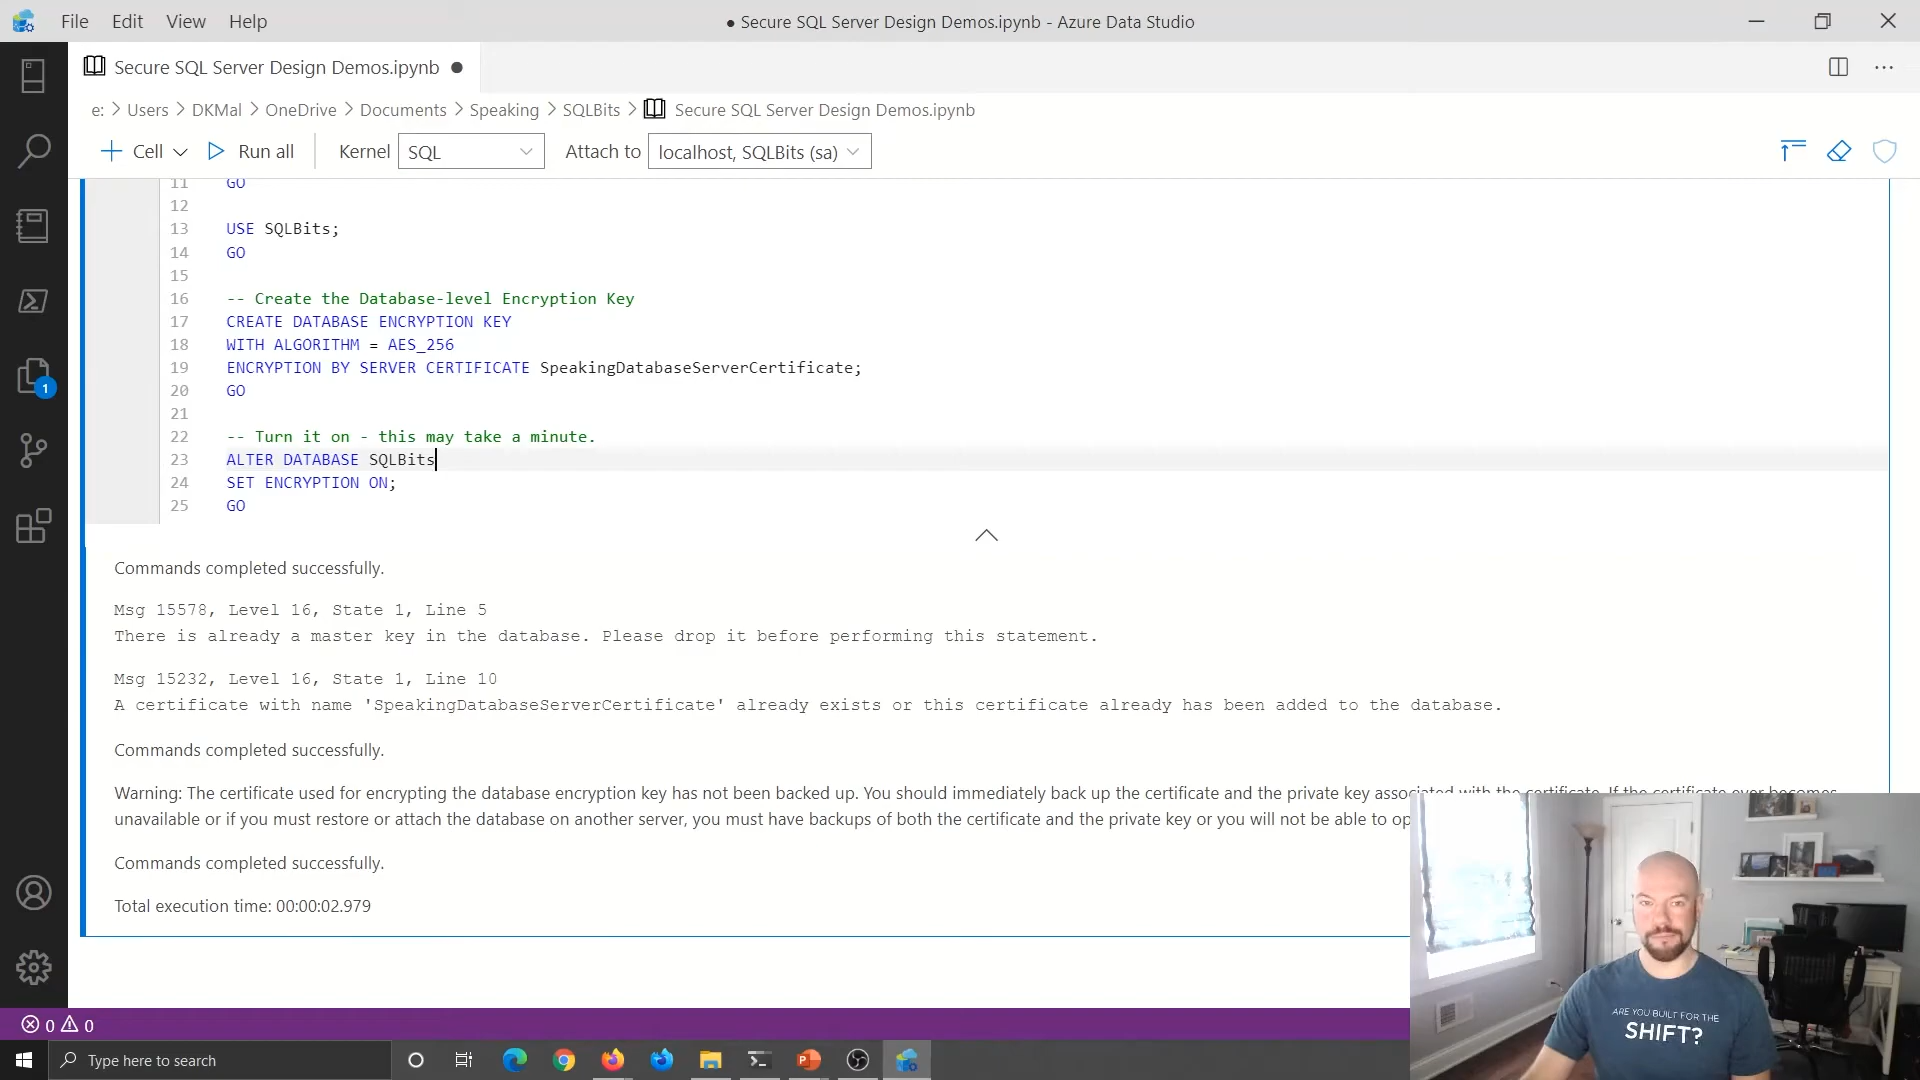 File Edit View Help
● Secure SQL Server Design Demos.ipynb - Azure Data Studio
Secure SQL Server Design Demos.ipynb ●
e: > Users > DKMal > OneDrive > Documents > Speaking > SQLBits > Secure SQL Server Design Demos.ipynb
+ Cell Run all Kernel SQL Attach to localhost, SQLBits (sa)
11 GO
12
13 USE SQLBits;
14 GO
15
16 -- Create the Database-level Encryption Key
17 CREATE DATABASE ENCRYPTION KEY
18 WITH ALGORITHM = AES_256
19 ENCRYPTION BY SERVER CERTIFICATE SpeakingDatabaseServerCertificate;
20 GO
21
22 -- Turn it on - this may take a minute.
23 ALTER DATABASE SQLBits
24 SET ENCRYPTION ON;
25 GO
Commands completed successfully.
Msg 15578, Level 16, State 1, Line 5
There is already a master key in the database. Please drop it before performing this statement.
Msg 15232, Level 16, State 1, Line 10
A certificate with name 'SpeakingDatabaseServerCertificate' already exists or this certificate already has been added to the database.
Commands completed successfully.
Warning: The certificate used for encrypting the database encryption key has not been backed up. You should immediately back up the certificate and the private key associated with the certificate. If the certificate ever becomes
unavailable or if you must restore or attach the database on another server, you must have backups of both the certificate and the private key or you will not be able to op
Commands completed successfully.
Total execution time: 00:00:02.979
1
0 0
Type here to search
ARE YOU BUILT FOR THE
SHIFT?